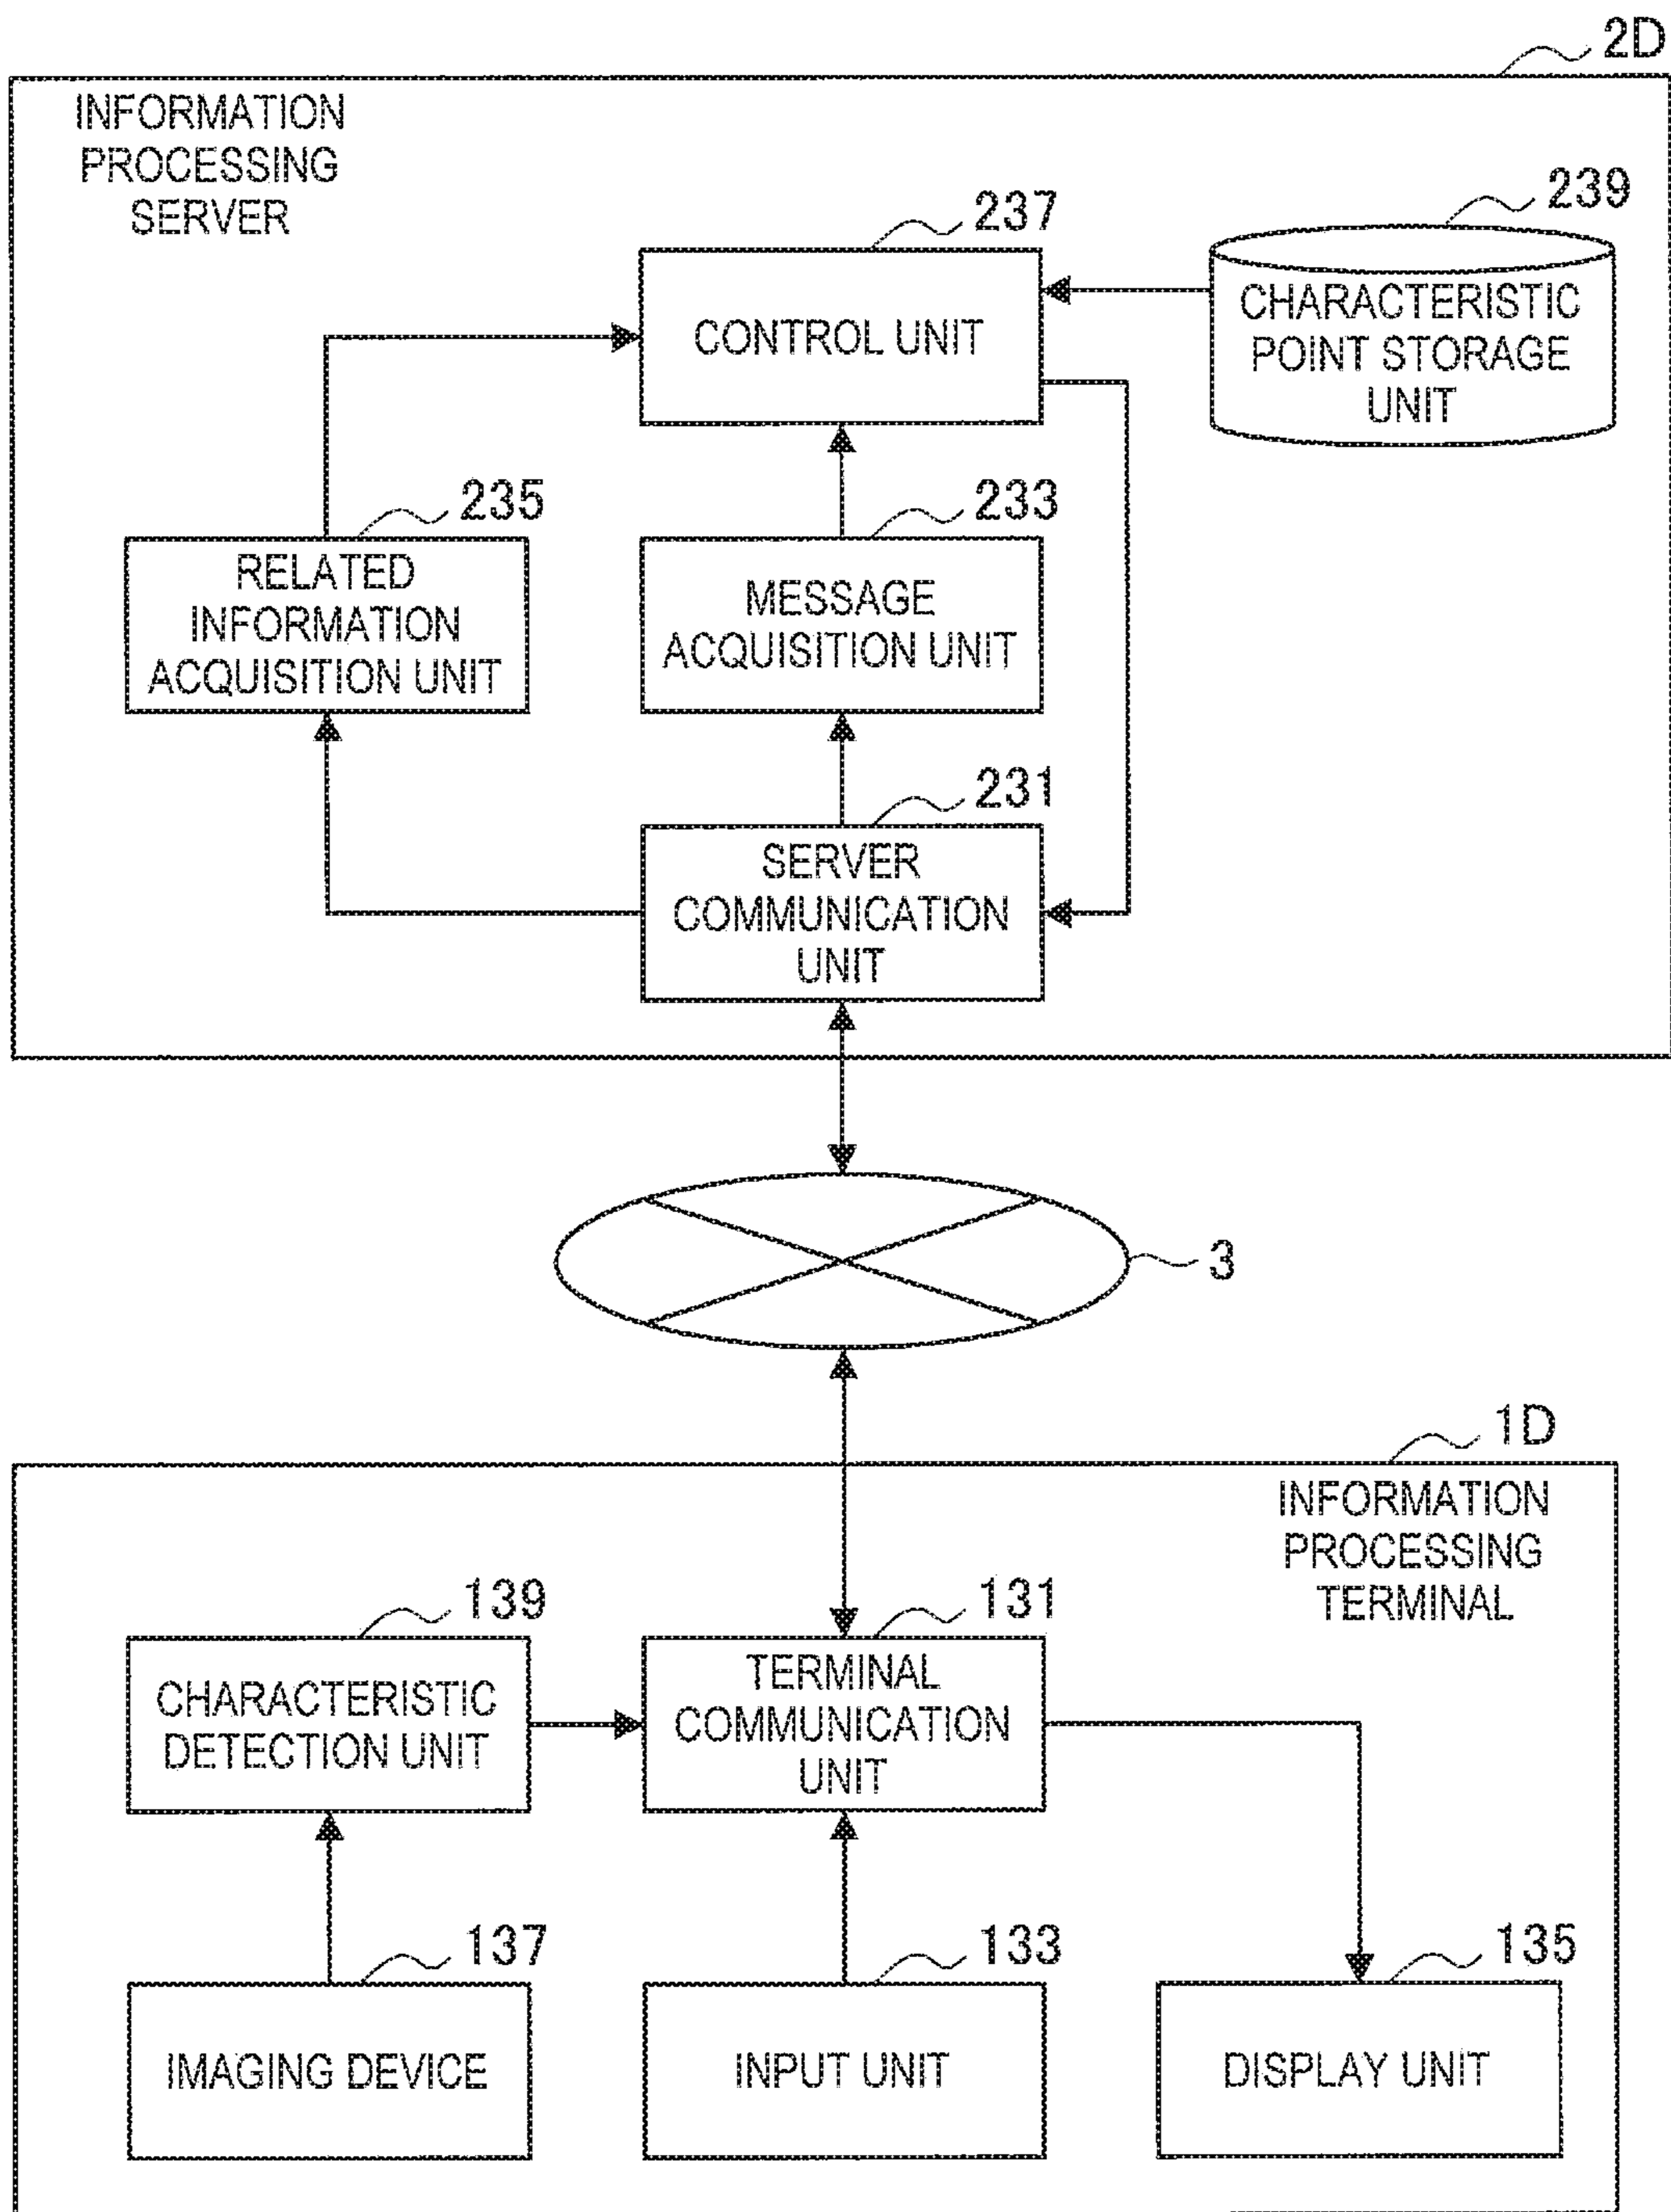 2D
INFORMATION
PROCESSING
SERVER
237
239
CONTROL UNIT
CHARACTERISTIC
POINT STORAGE
UNIT
235
233
RELATED
INFORMATION
ACQUISITION UNIT
MESSAGE
ACQUISITION UNIT
231
SERVER
COMMUNICATION
UNIT
3
1D
INFORMATION
PROCESSING
TERMINAL
139
131
CHARACTERISTIC
DETECTION UNIT
TERMINAL
COMMUNICATION
UNIT
137
133
135
IMAGING DEVICE
INPUT UNIT
DISPLAY UNIT